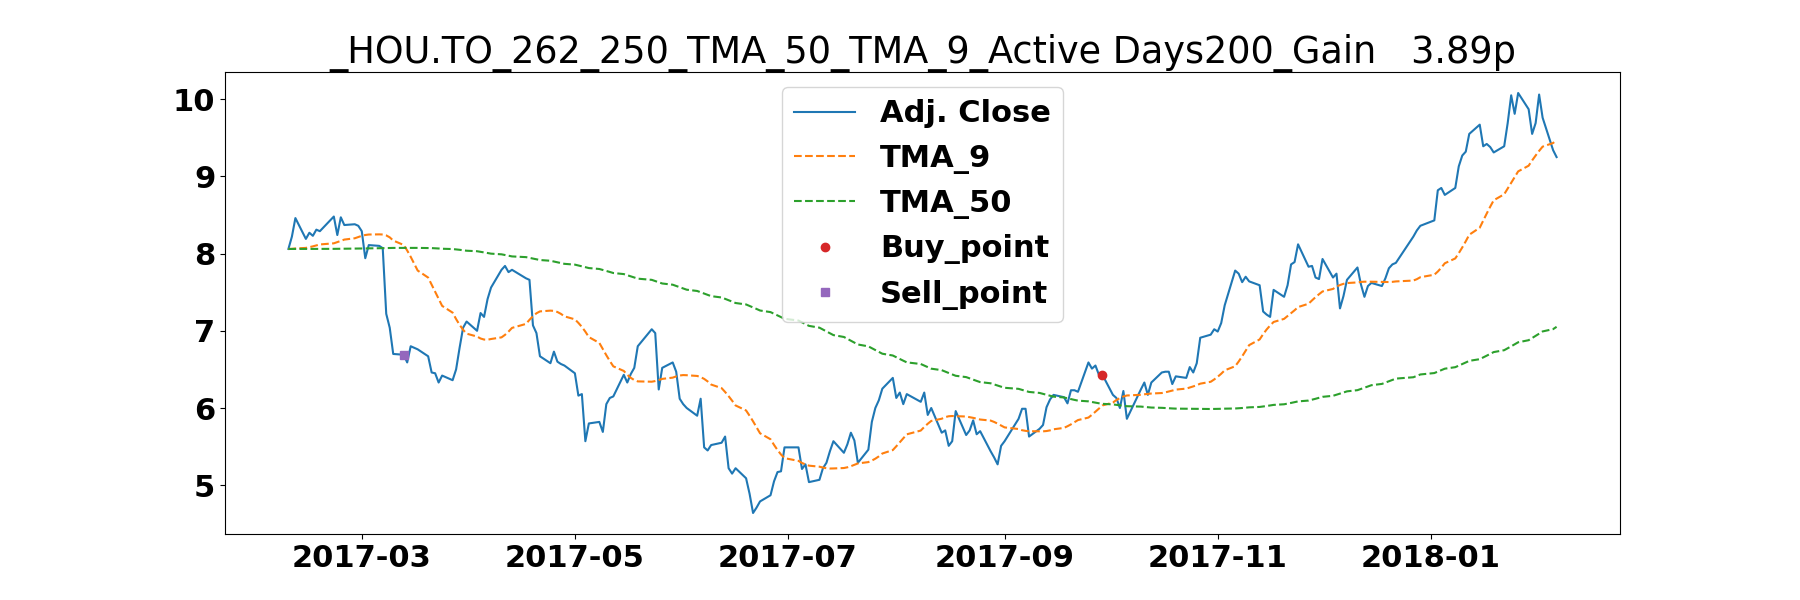 _HOU.TO_262_250_TMA_50_TMA_9_Active Days200_Gain   3.89p
10
9
8
7
6
5
Adj. Close
TMA_9
TMA_50
Buy_point
Sell_point
2017-03 2017-05 2017-07 2017-09 2017-11 2018-01